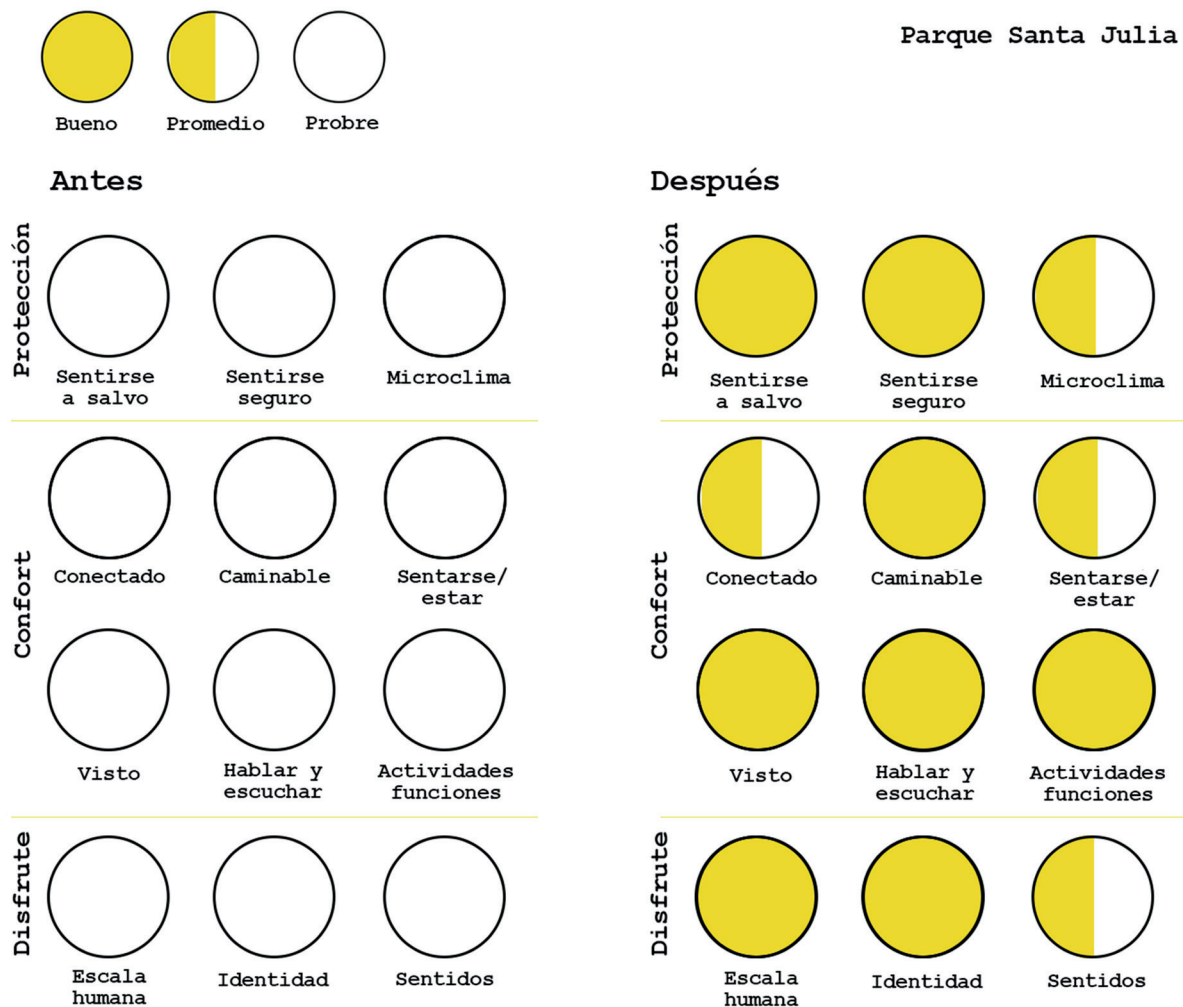 Parque Santa Julia
Bueno Promedio Probre
Antes
Protección
Sentirse a salvo
Sentirse seguro
Microclima
Confort
Conectado
Caminable
Sentarse/
estar
Visto
Hablar y
escuchar
Actividades
funciones
Disfrute
Escala
humana
Identidad
Sentidos
Después
Protección
Sentirse
a salvo
Sentirse
seguro
Microclima
Confort
Conectado
Caminable
Sentarse/
estar
Visto
Hablar y
escuchar
Actividades
funciones
Disfrute
Escala
humana
Identidad
Sentidos